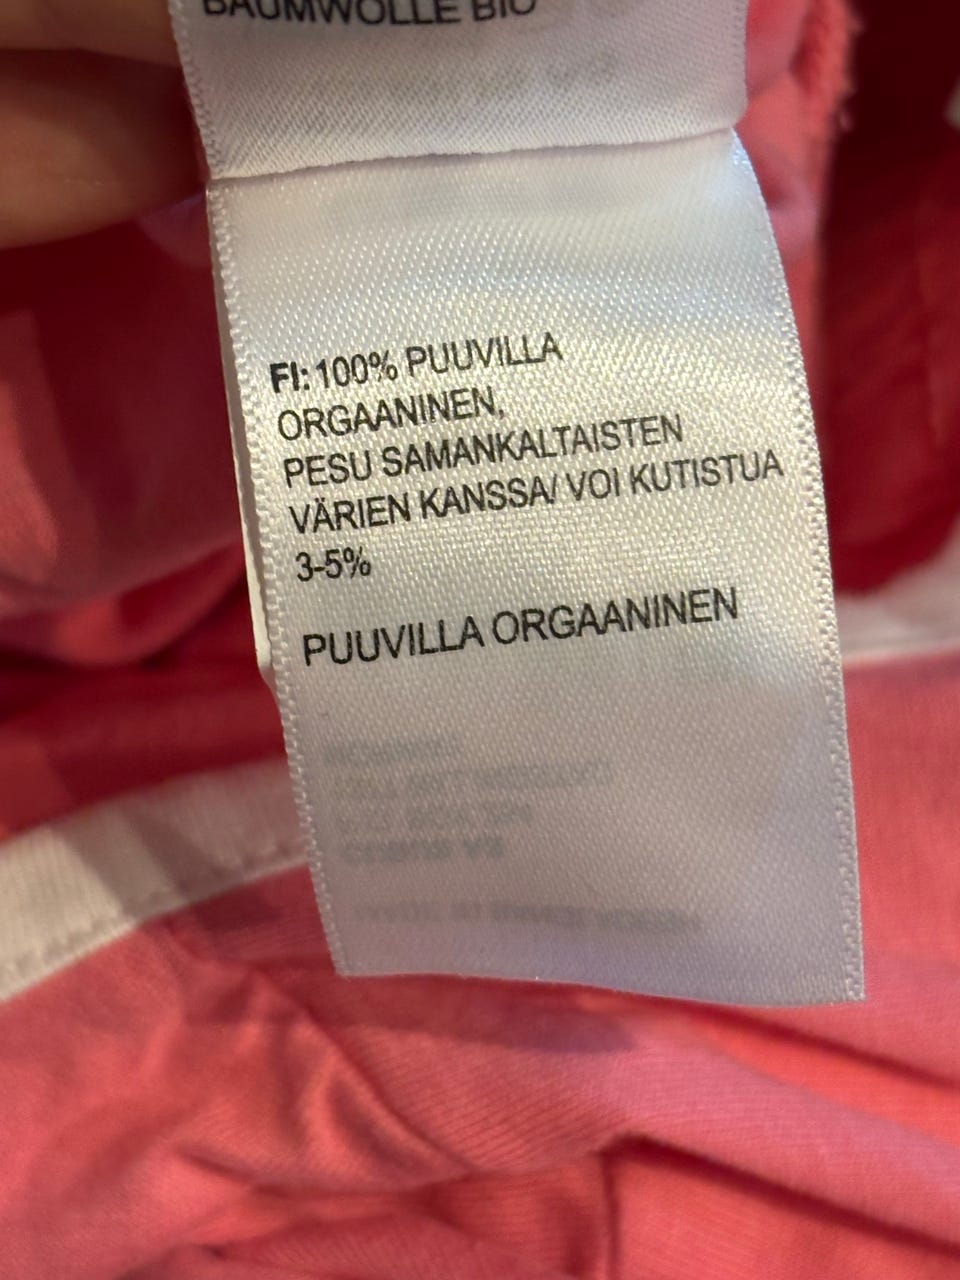 BAUMWOLLE BIO
FI: 100% PUUVILLA
ORGAANINEN,
PESU SAMANKALTAISTEN
VÄRIEN KANSSA/ VOI KUTISTUA
3-5%
PUUVILLA ORGAANINEN